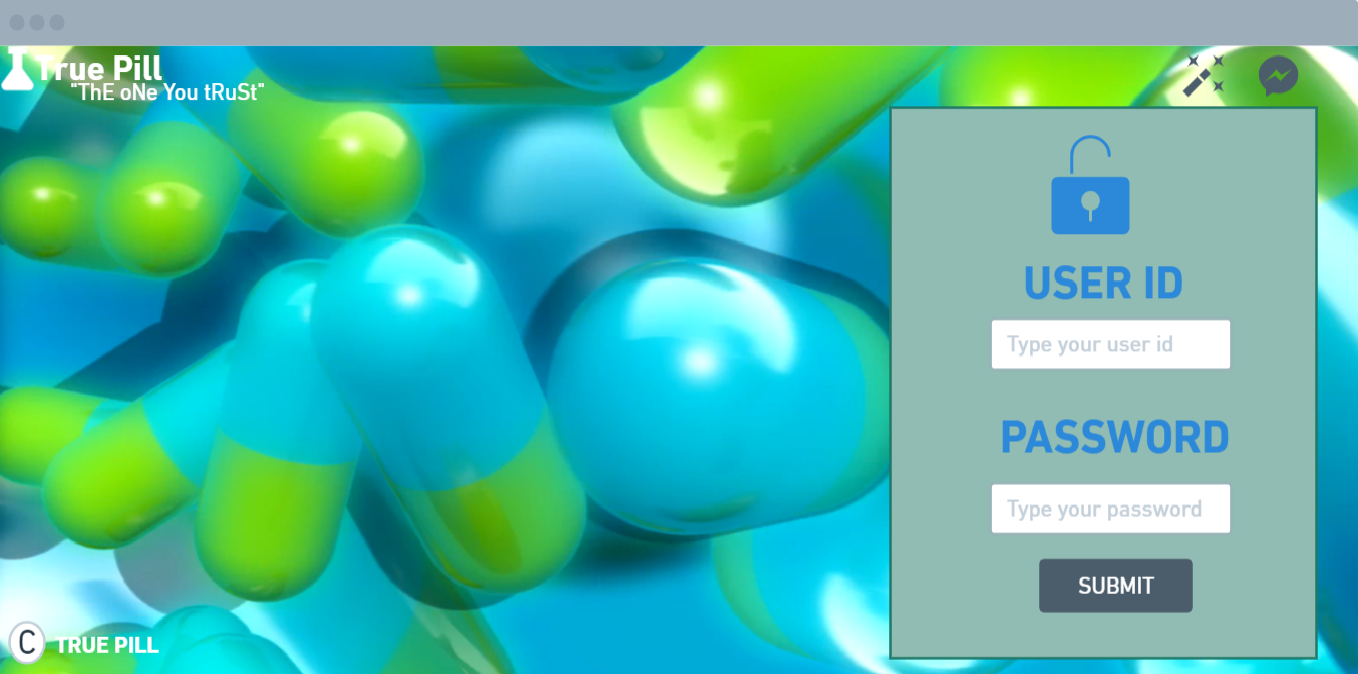 True Pill
"ThE oNe You tRuSt"
USER ID
Type your user id
PASSWORD
Type your password
SUBMIT
C TRUE PILL